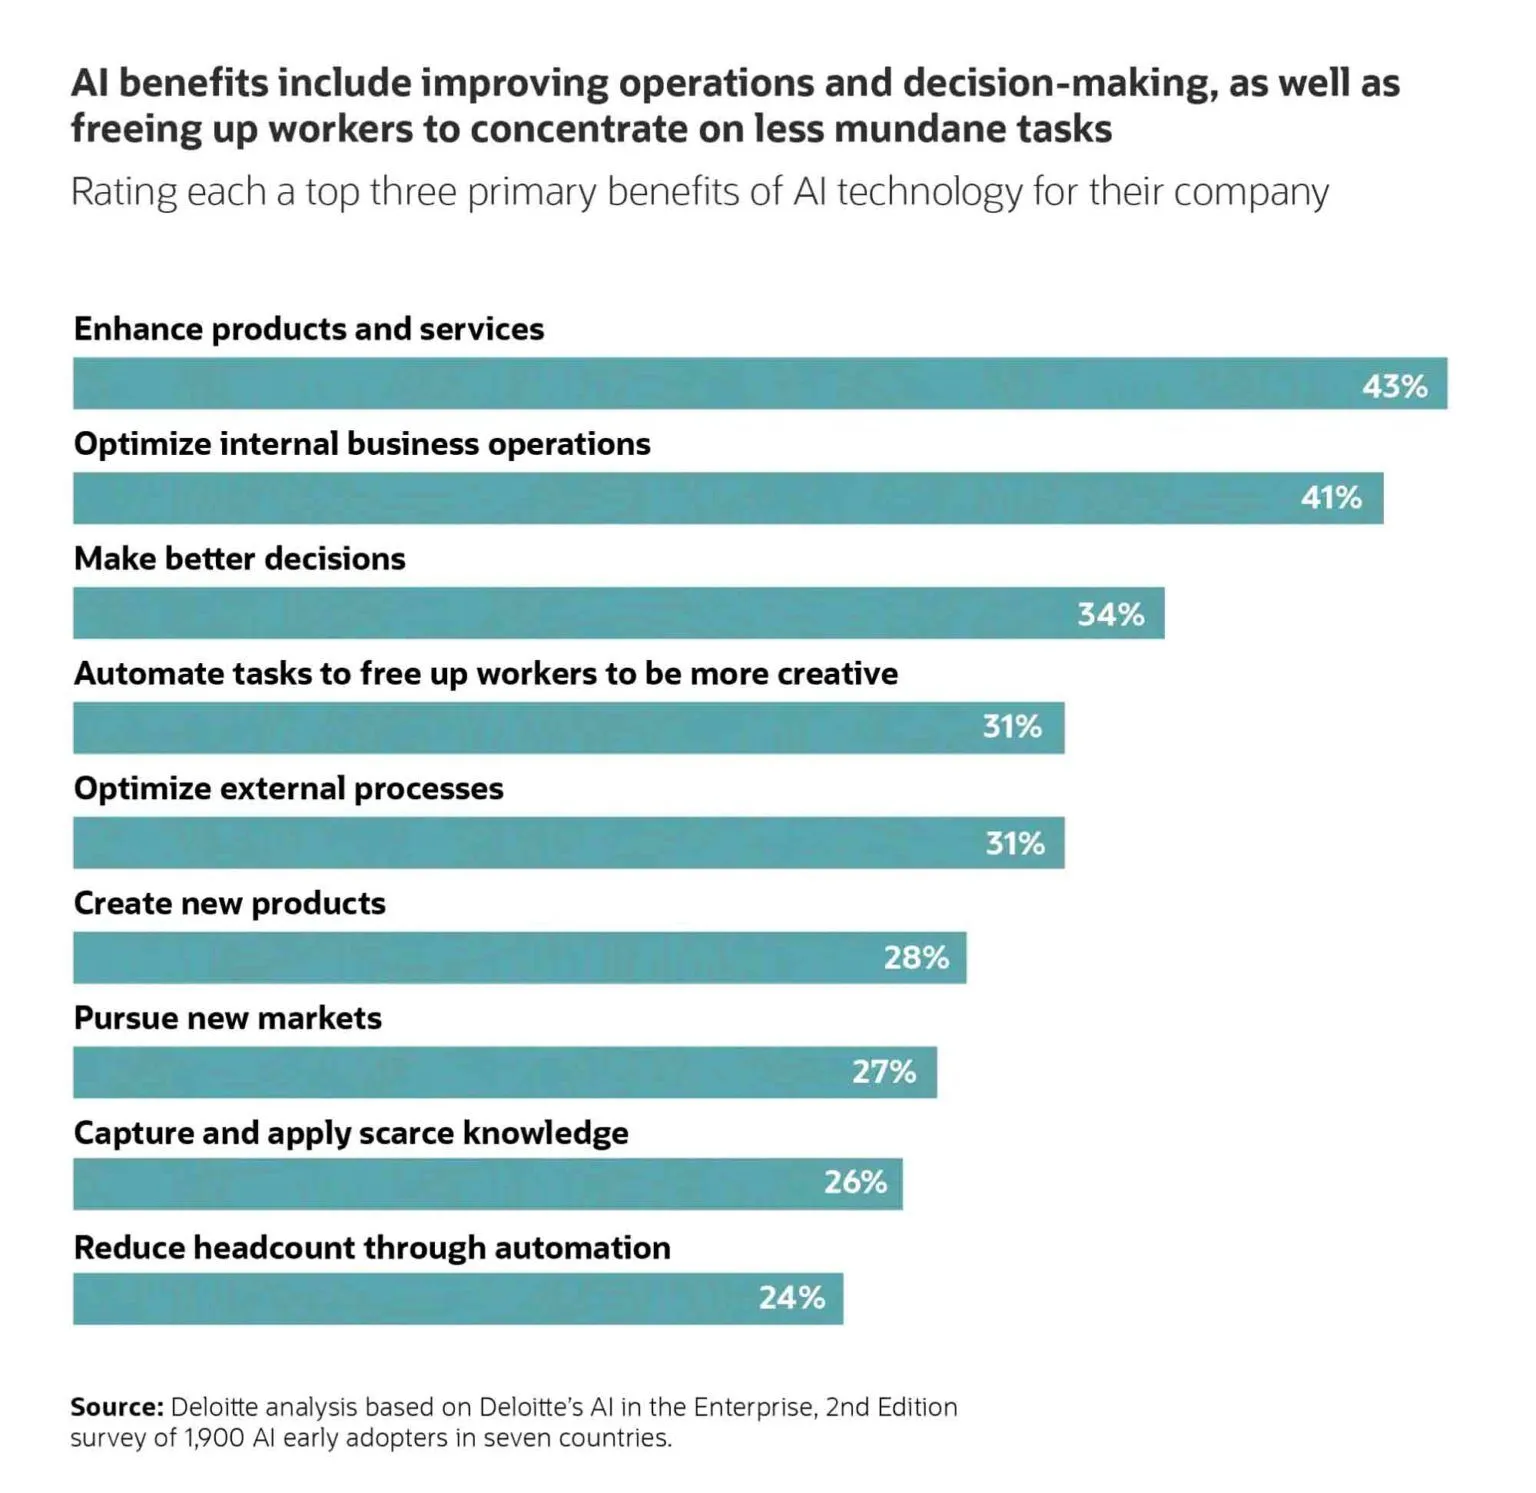 AI benefits include improving operations and decision-making, as well as
freeing up workers to concentrate on less mundane tasks
Rating each a top three primary benefits of AI technology for their company
Enhance products and services
43%
Optimize internal business operations
41%
Make better decisions
34%
Automate tasks to free up workers to be more creative
31%
Optimize external processes
31%
Create new products
28%
Pursue new markets
27%
Capture and apply scarce knowledge
26%
Reduce headcount through automation
24%
Source: Deloitte analysis based on Deloitte’s AI in the Enterprise, 2nd Edition
survey of 1,900 AI early adopters in seven countries.